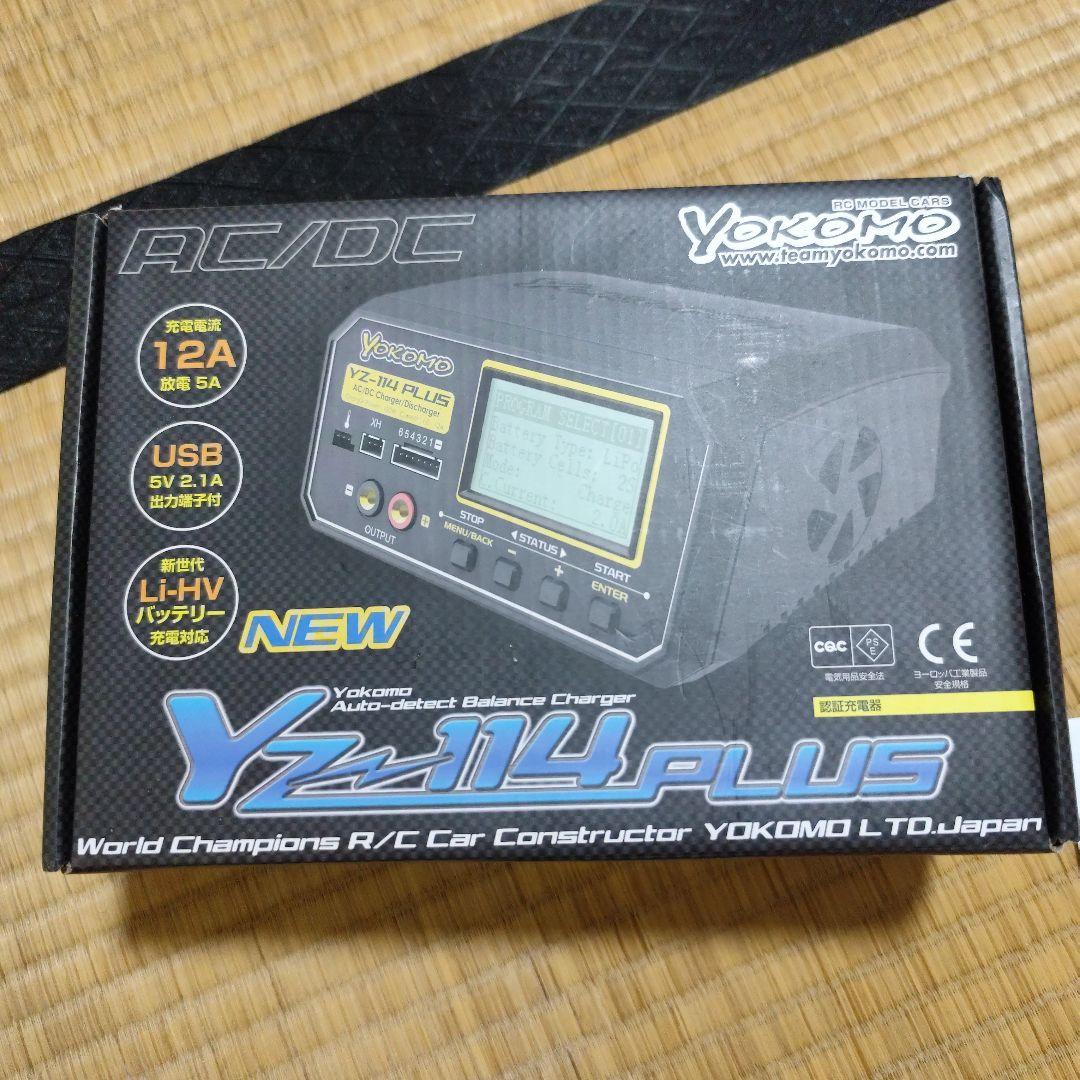 AC/DC
RC MODEL CARS
YOKOMO
www.teamyokomo.com
充電電流
12A
放電 5A
USB
5V 2.1A
出力端子付
新世代
Li-HV
バッテリー
充電対応
NEW
YOKOMO
YZ-114 PLUS
AC/DC Charger/Discharger
XH
654321
OUTPUT
PROGRAM SELECT[01]
Battery Type: LiPo
Battery Cells: 2S
Mode: Charge
C.Current:
STOP
MENU/BACK
STATUS
－
＋
START
ENTER
CQC
PS
E
電気用品安全法
CE
ヨーロッパ工業製品
安全規格
認証充電器
Yokomo
Auto-detect Balance Charger
YZ-114 PLUS
World Champions R/C Car Constructor YOKOMO LTD.Japan